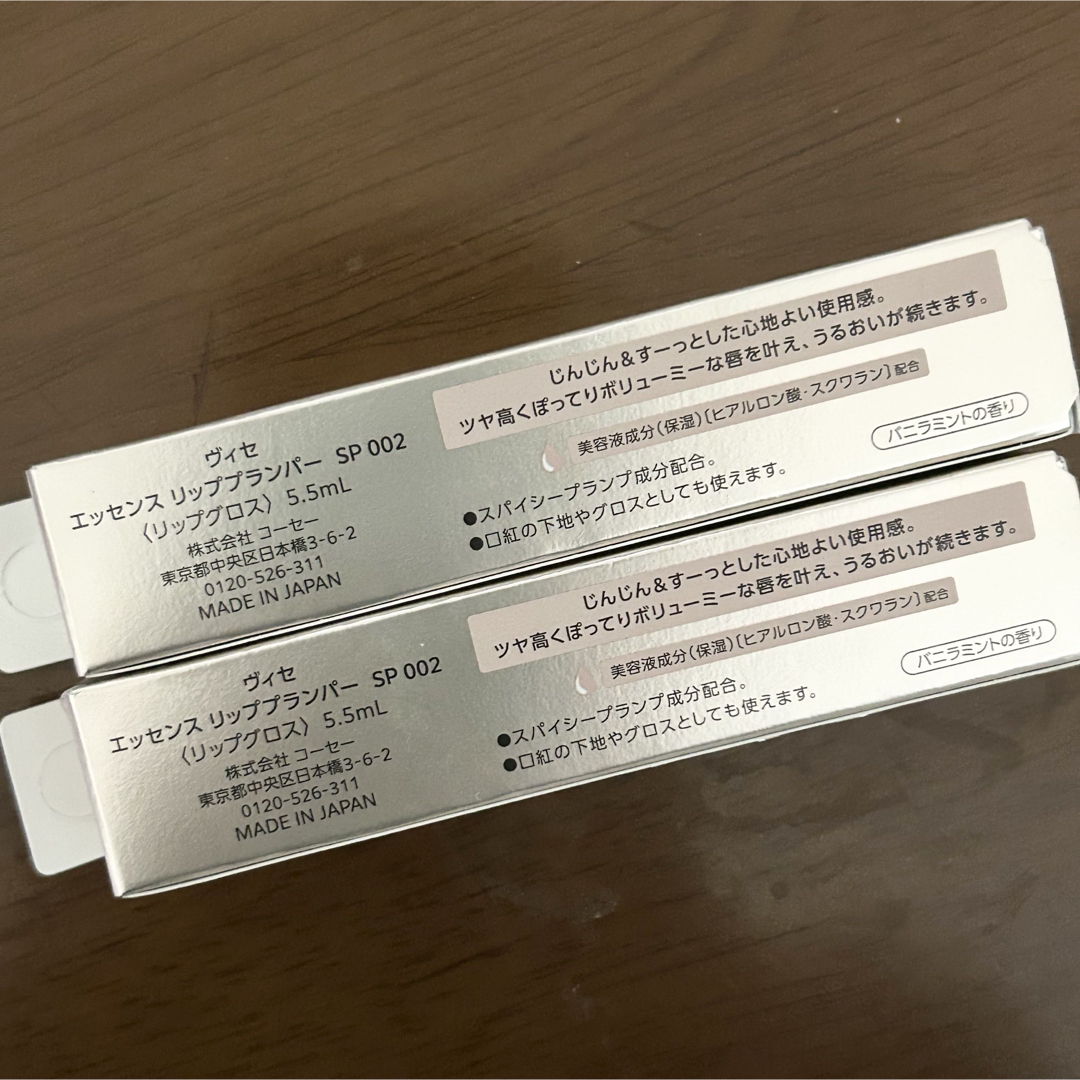 ヴィセ
エッセンス リッププランパー SP 002
〈リップグロス〉 5.5mL
株式会社 コーセー
東京都中央区日本橋3-6-2
0120-526-311
MADE IN JAPAN
じんじん&すーっとした心地よい使用感。
ツヤ高くぽってりボリューミーな唇を叶え、うるおいが続きます。
美容液成分(保湿)[ヒアルロン酸・スクワラン]配合
バニラミントの香り
●スパイシープランプ成分配合。
●口紅の下地やグロスとしても使えます。
ヴィセ
エッセンス リッププランパー SP 002
〈リップグロス〉 5.5mL
株式会社 コーセー
東京都中央区日本橋3-6-2
0120-526-311
MADE IN JAPAN
じんじん&すーっとした心地よい使用感。
ツヤ高くぽってりボリューミーな唇を叶え、うるおいが続きます。
美容液成分(保湿)[ヒアルロン酸・スクワラン]配合
バニラミントの香り
●スパイシープランプ成分配合。
●口紅の下地やグロスとしても使えます。